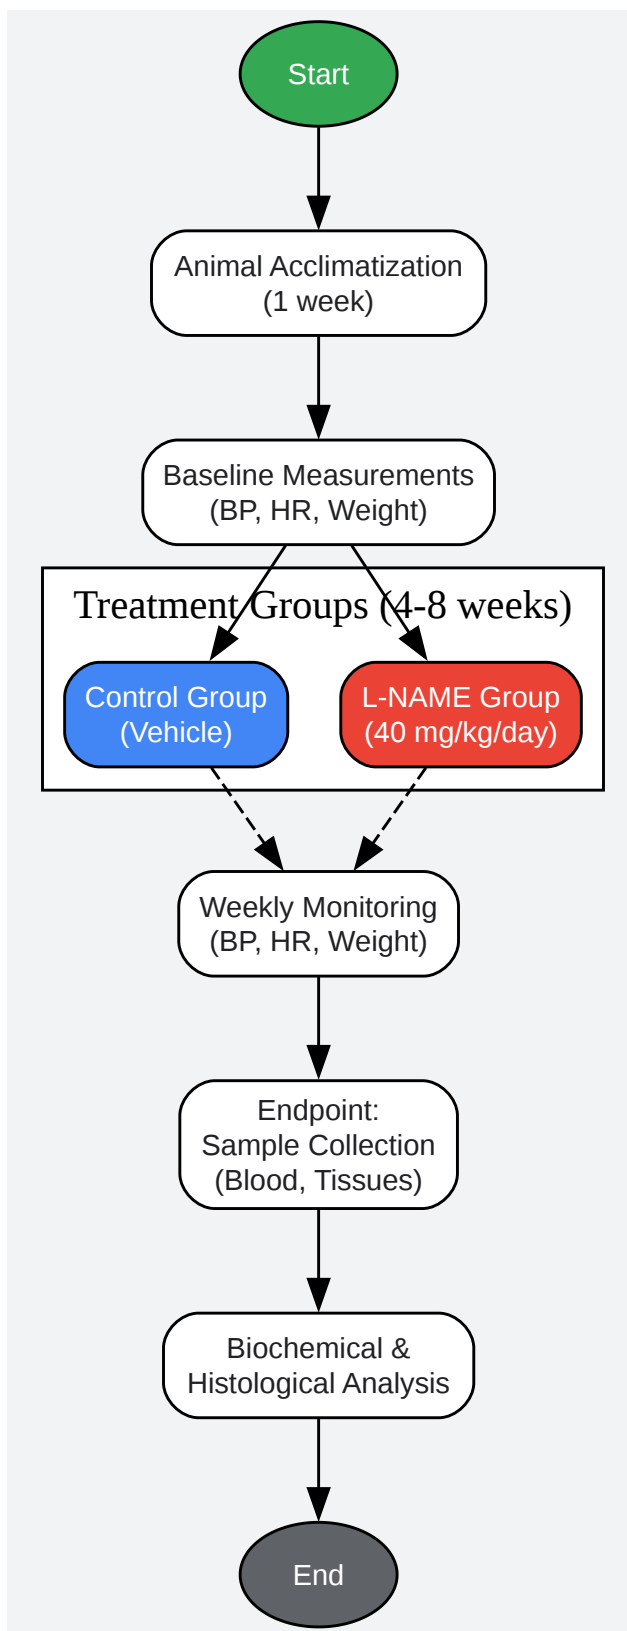 Start
Animal Acclimatization
(1 week)
Baseline Measurements
(BP, HR, Weight)
Treatment Groups (4-8 weeks)
Control Group
(Vehicle)
L-NAME Group
(40 mg/kg/day)
Weekly Monitoring
(BP, HR, Weight)
Endpoint:
Sample Collection
(Blood, Tissues)
Biochemical &
Histological Analysis
End